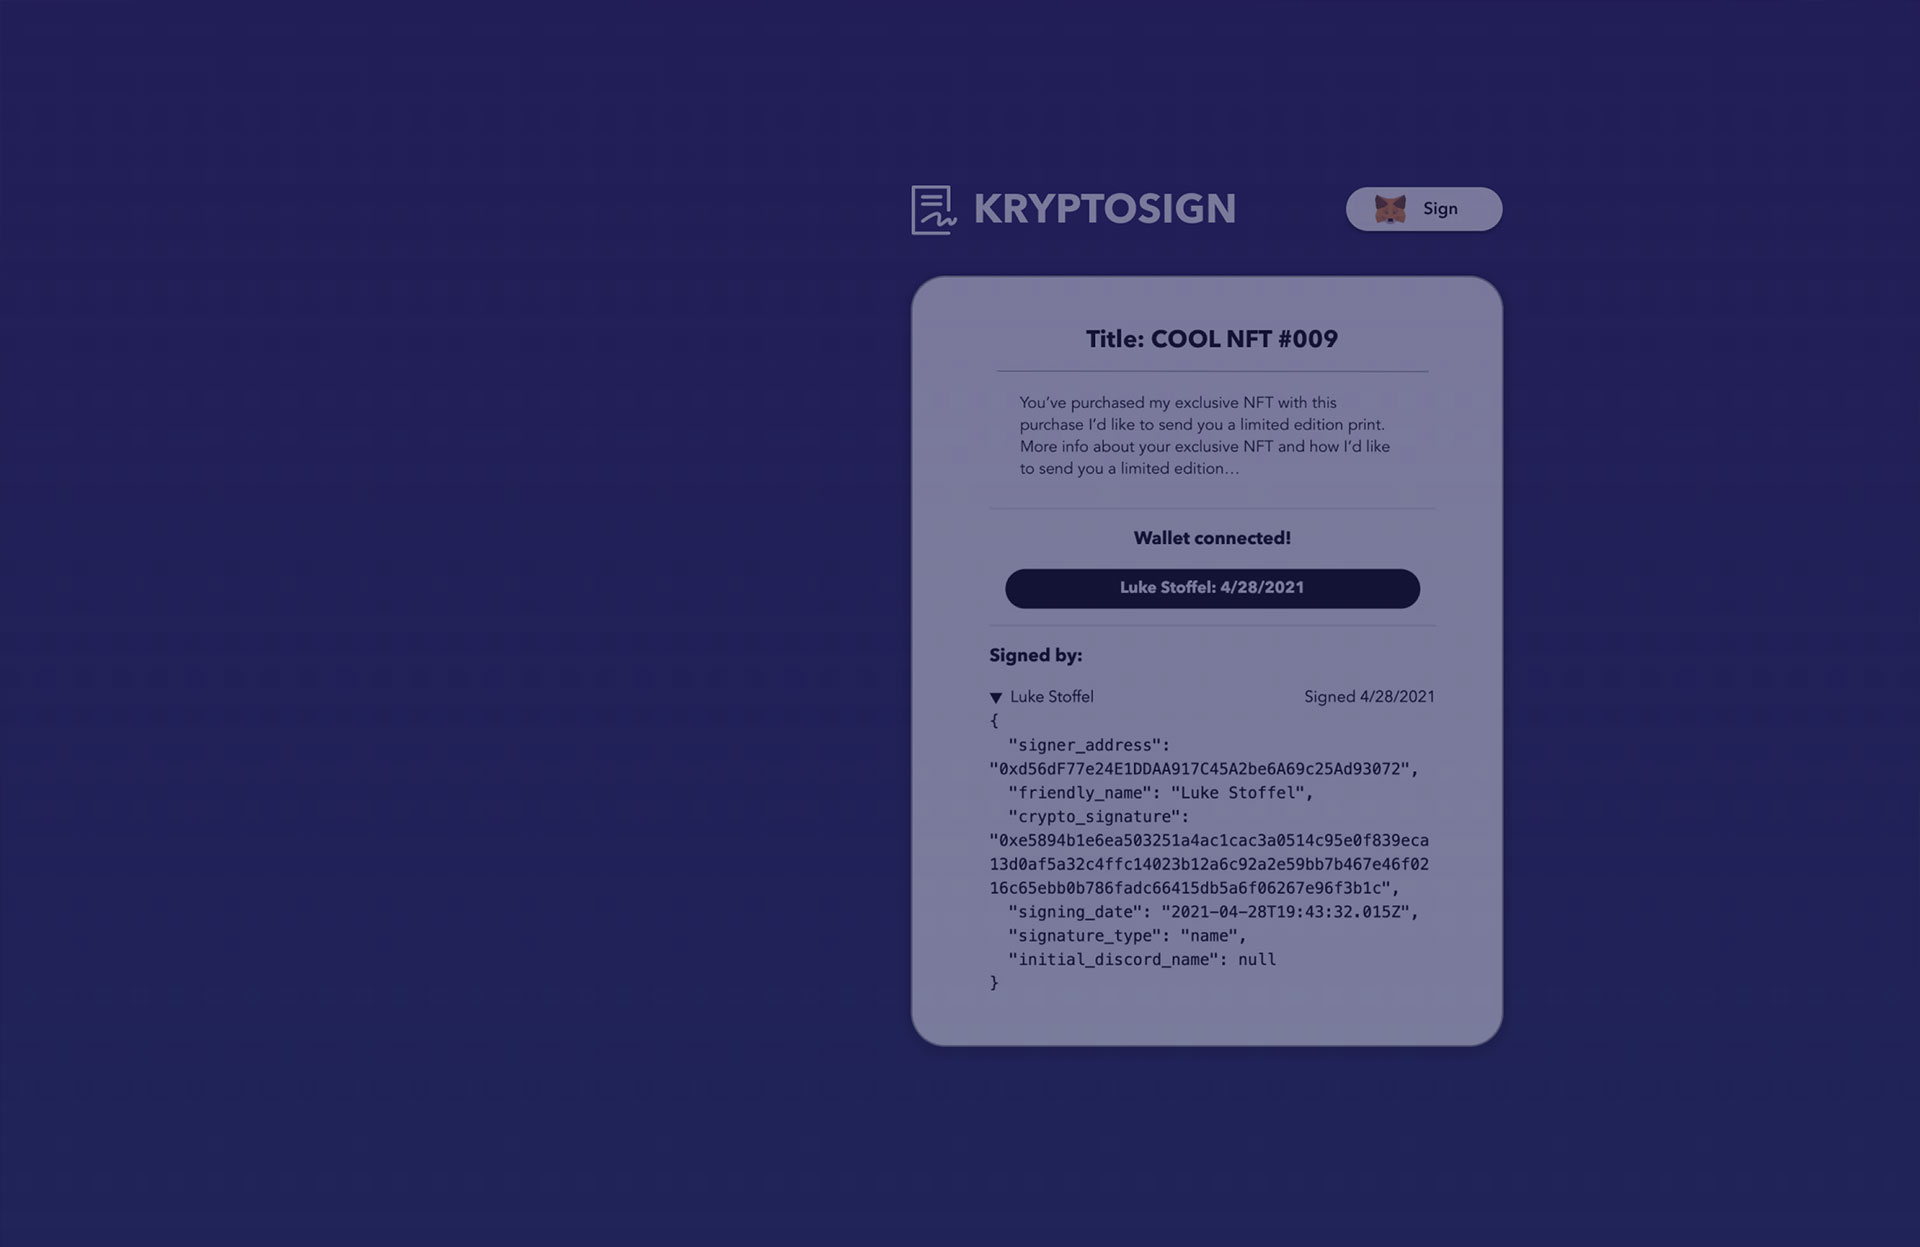 KRYPTOSIGN
Sign
Title: COOL NFT #009
You’ve purchased my exclusive NFT with this
purchase I’d like to send you a limited edition print.
More info about your exclusive NFT and how I’d like
to send you a limited edition…
Wallet connected!
Luke Stoffel: 4/28/2021
Signed by:
▼ Luke Stoffel Signed 4/28/2021
{
"signer_address":
"0xd56dF77e24E1DDAA917C45A2be6A69c25Ad93072",
"friendly_name": "Luke Stoffel",
"crypto_signature":
"0xe5894b1e6ea503251a4ac1cac3a0514c95e0f839eca
13d0af5a32c4ffc14023b12a6c92a2e59bb7b467e46f02
16c65ebb0b786fadc66415db5a6f06267e96f3b1c",
"signing_date": "2021-04-28T19:43:32.015Z",
"signature_type": "name",
"initial_discord_name": null
}